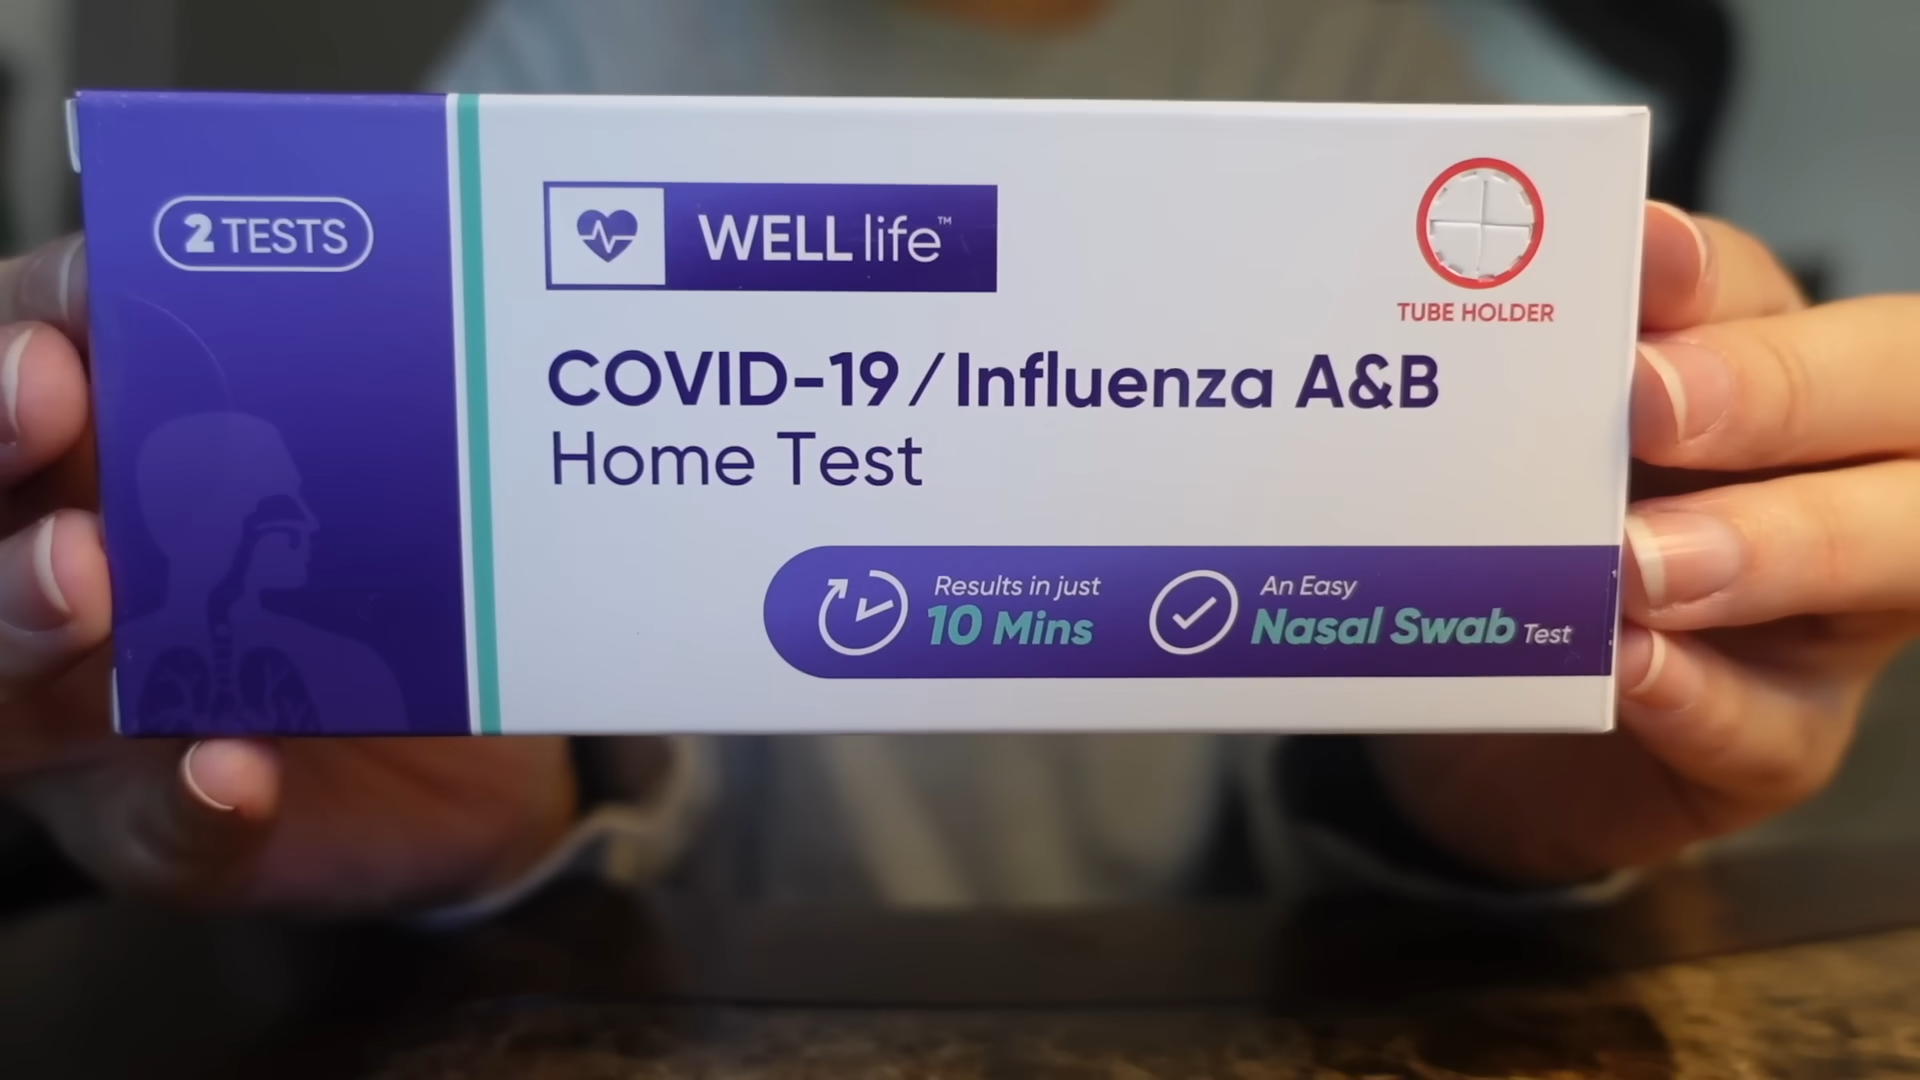 2 TESTS
WELL life™
TUBE HOLDER
COVID-19/Influenza A&B
Home Test
Results in just
10 Mins
An Easy
Nasal Swab Test